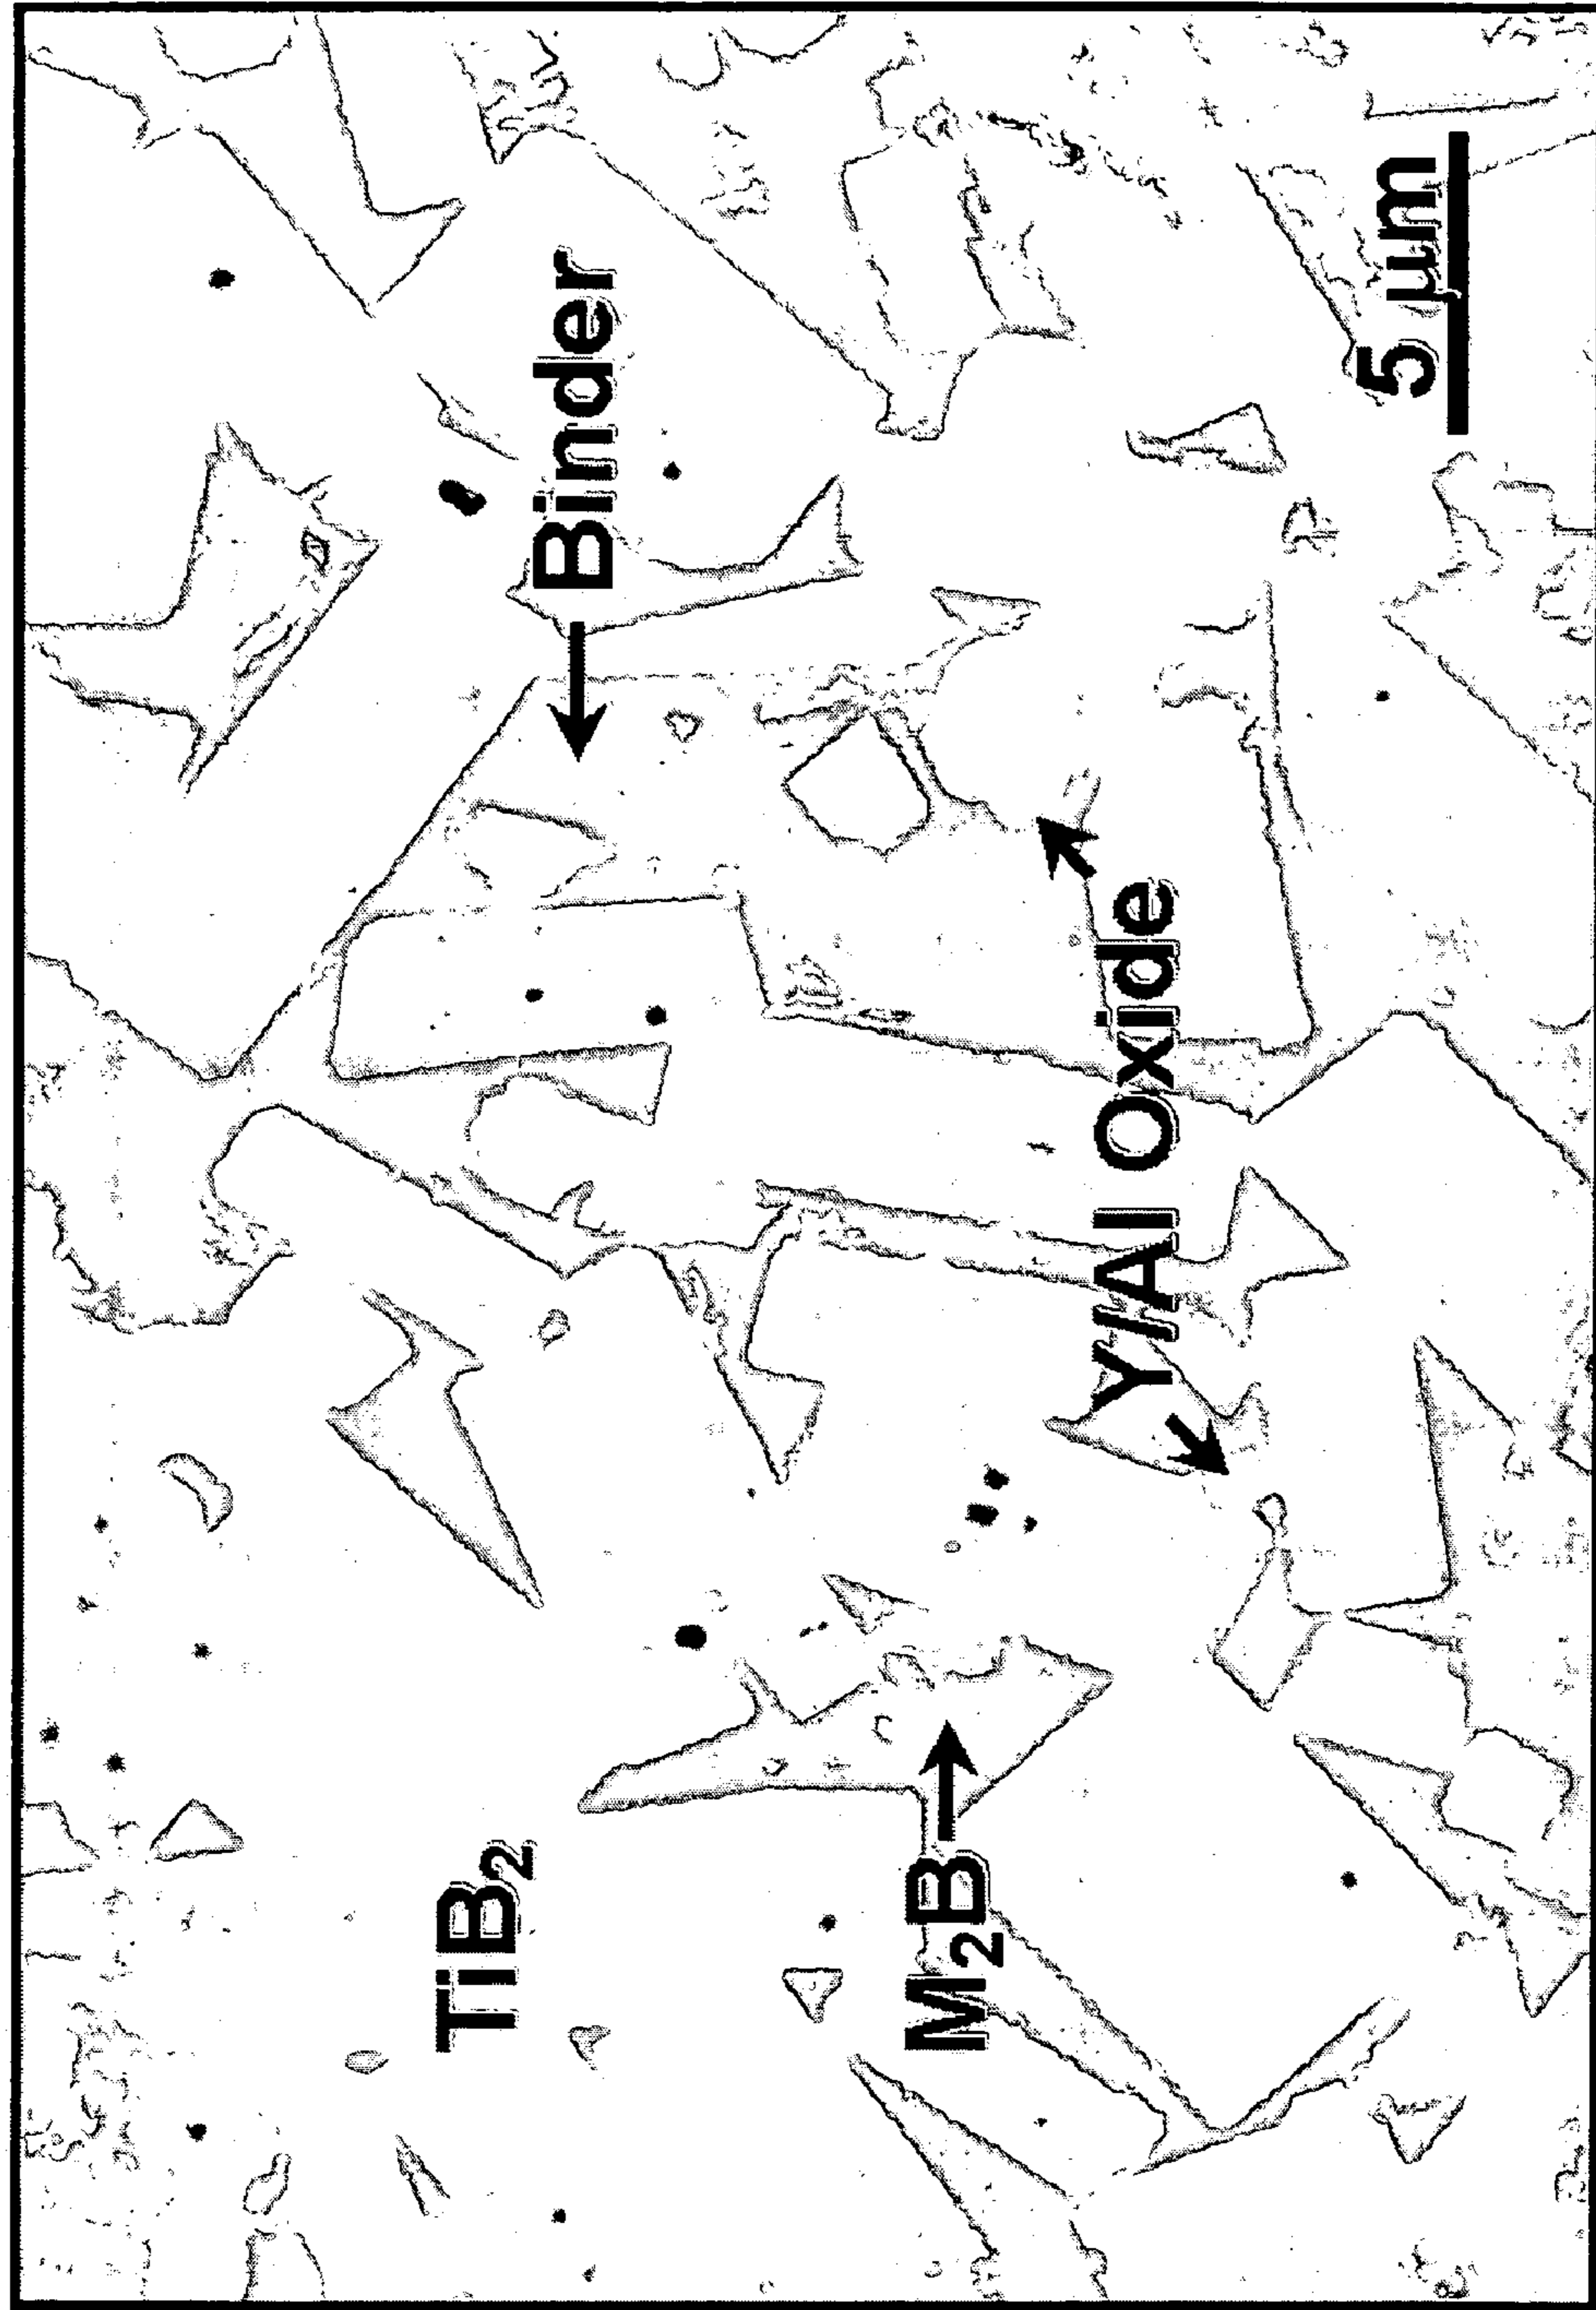 TiB₂
Binder
M₂B
Y/Al Oxide
5 µm